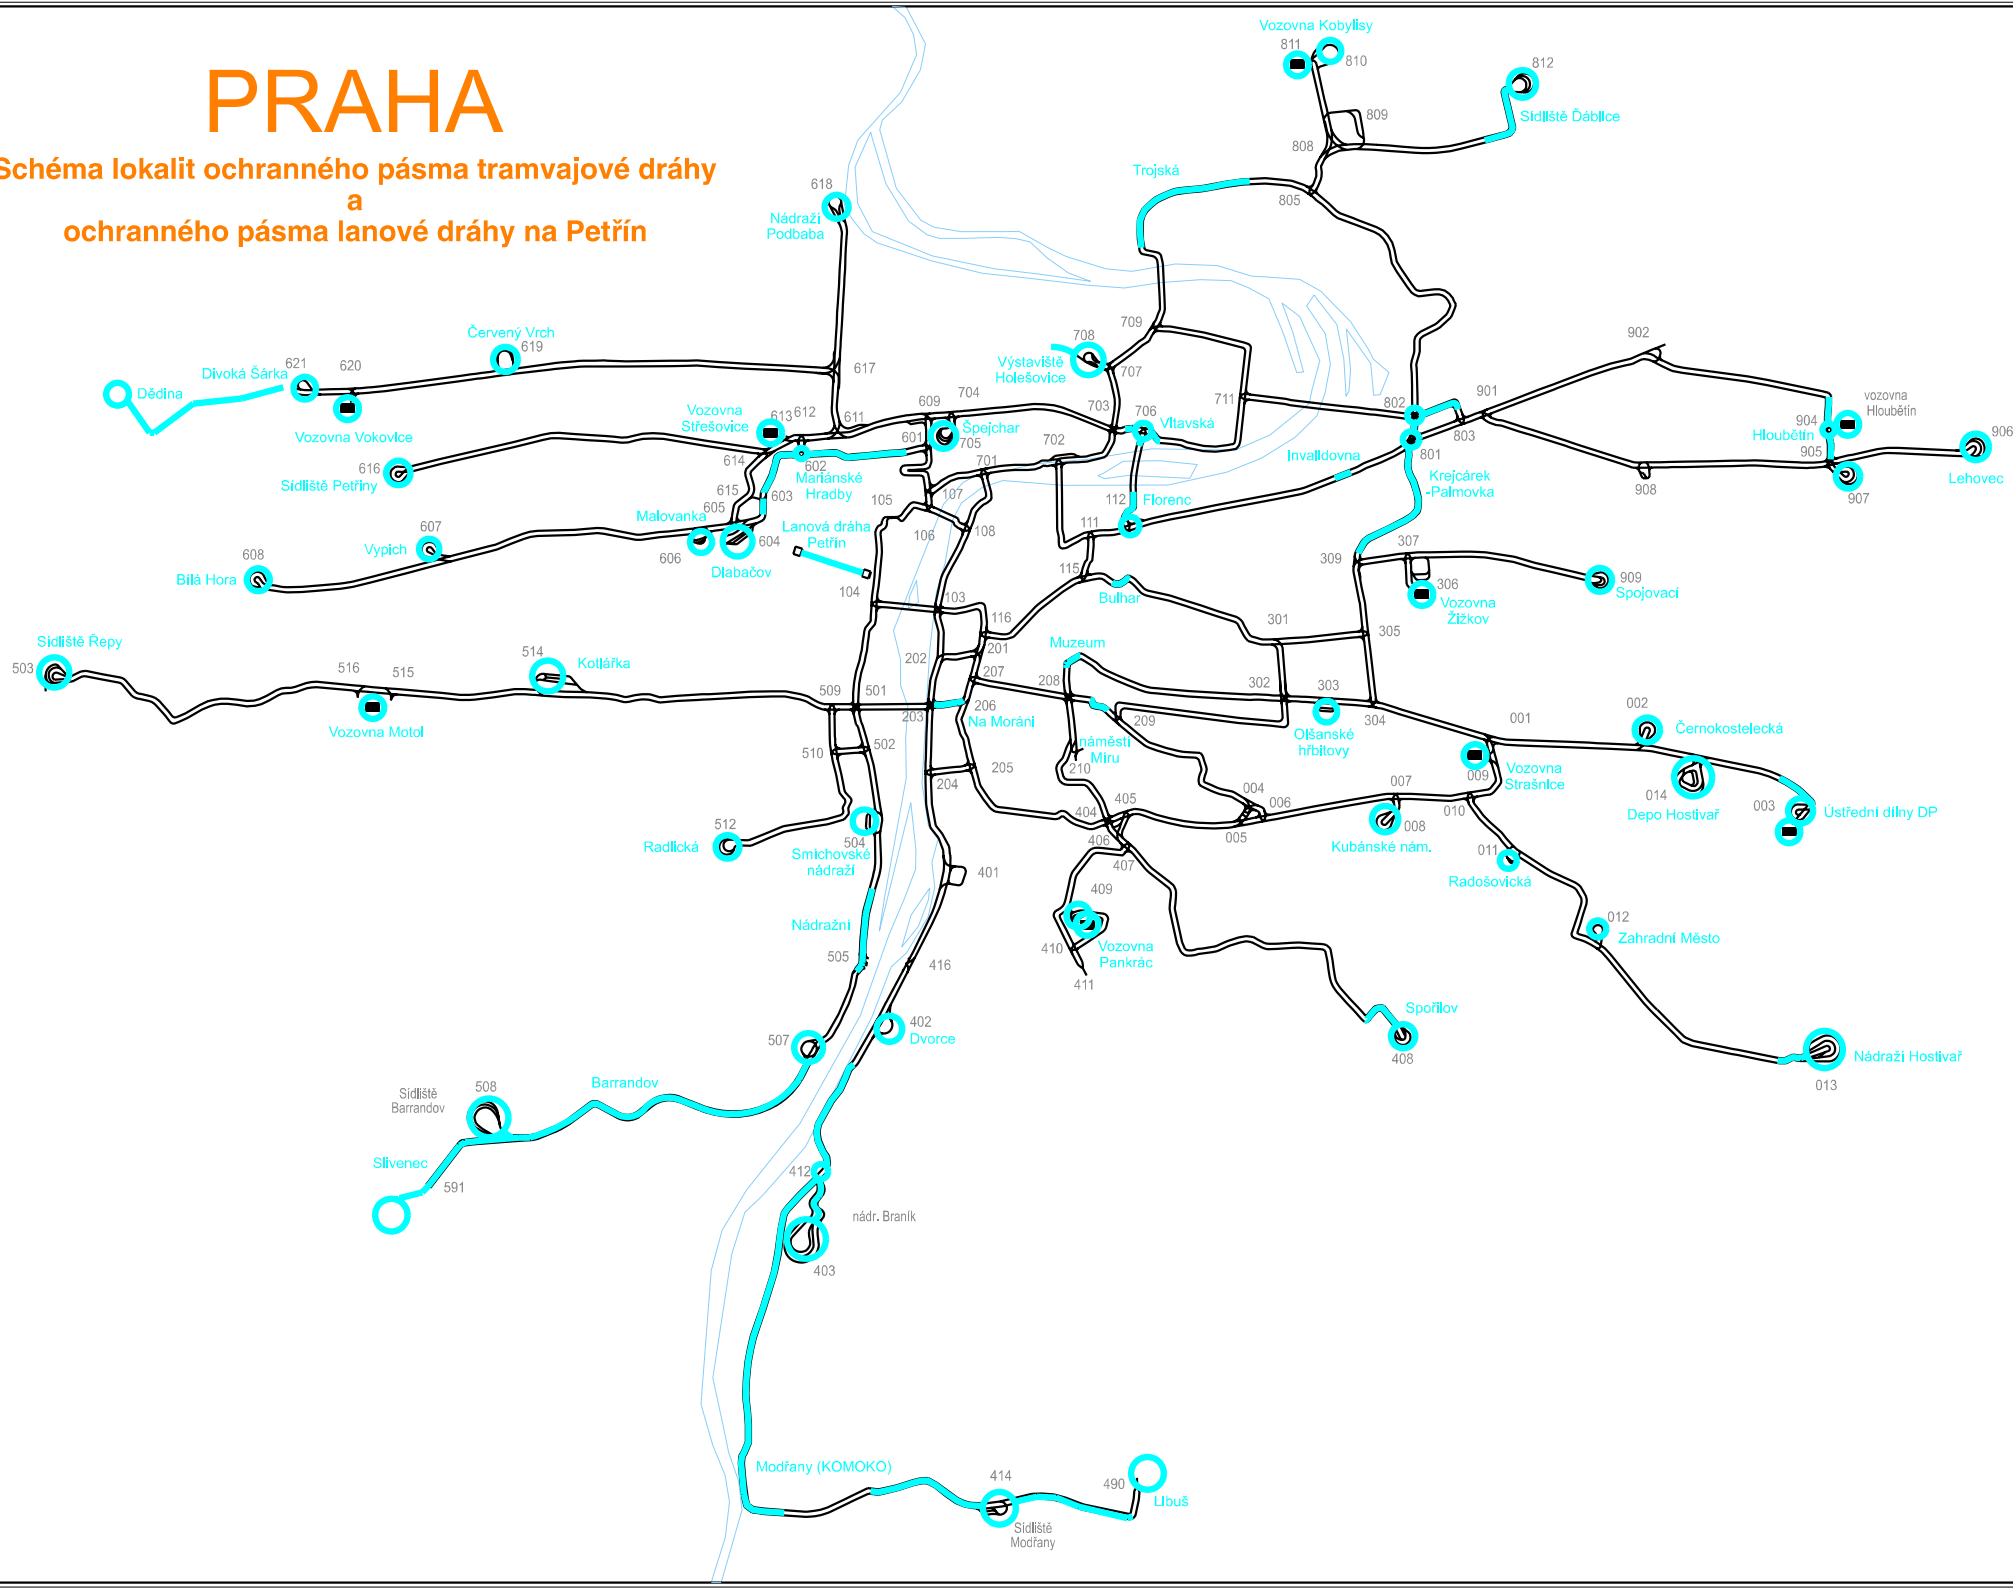 PRAHA
Schéma lokalit ochranného pásma tramvajové dráhy
a
ochranného pásma lanové dráhy na Petřín
Vozovna Kobylisy
811
810
812
Sídliště Ďáblice
809
808
805
Trojská
618
Nádraží
Podbaba
Červený Vrch
619
621
620
Divoká Šárka
Dědina
Vozovna Vokovice
617
708
709
Výstaviště
Holešovice
707
704
703
706
Vltavská
711
802
901
902
803
801
vozovna
Hloubětín
904
Hloubětín
905
906
Lehovec
907
908
Vozovna
Střešovice
613
612
611
609
Špejchar
705
601
702
701
614
602
Mariánské
Hradby
616
Sídliště Petřiny
615
603
605
Malovanka
604
606
Dlabačov
Lanová dráha
Petřín
105
107
106
108
112
Florenc
111
115
Bulhar
Invalidovna
Krejcárek
-Palmovka
309
307
306
Vozovna
Žižkov
909
Spojovací
607
Vypich
608
Bílá Hora
104
103
116
201
202
207
301
305
Muzeum
208
302
303
304
Olšanské
hřbitovy
Sídliště Řepy
503
516
515
514
Kotlářka
Vozovna Motol
509
501
203
206
Na Moráni
209
náměstí
Míru
210
510
502
205
204
001
002
Černokostelecká
009
Vozovna
Strašnice
014
Depo Hostivař
003
Ústřední dílny DP
004
006
007
010
005
008
Kubánské nám.
011
Radošovická
404
405
406
407
512
Radlická
504
Smíchovské
nádraží
401
409
410
411
Vozovna
Pankrác
012
Zahradní Město
Nádražní
505
416
402
Dvorce
507
Spořilov
408
Nádraží Hostivař
013
Sídliště
Barrandov
508
Barrandov
Slivenec
591
412
nádr. Braník
403
Modřany (KOMOKO)
414
Sídliště
Modřany
490
Libuš